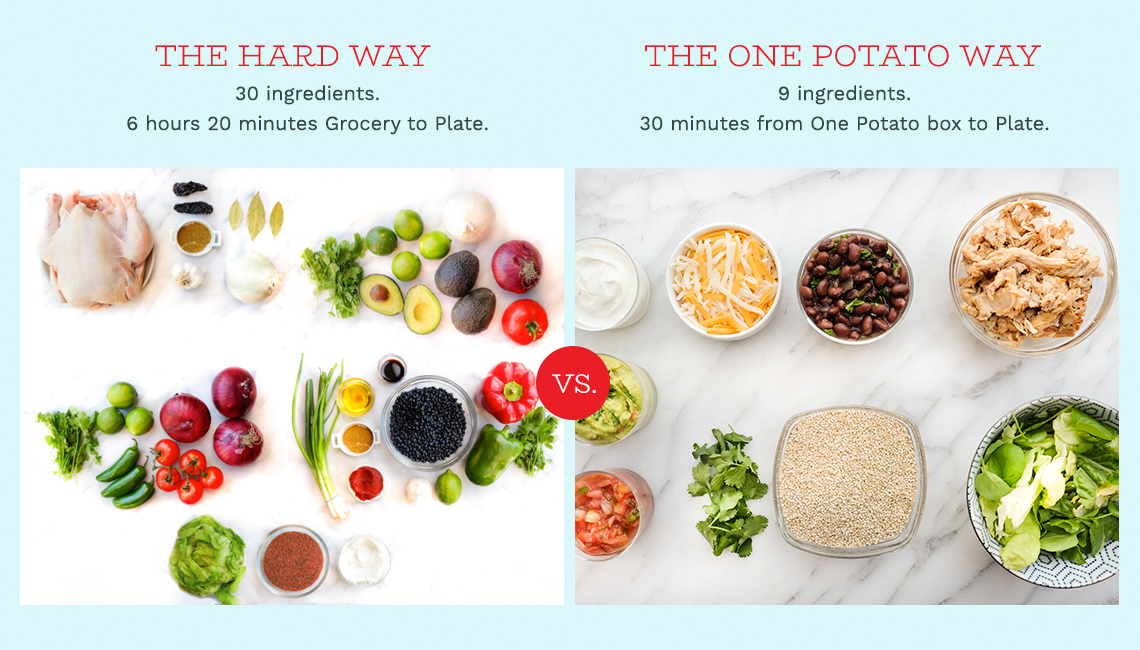 THE HARD WAY
30 ingredients.
6 hours 20 minutes Grocery to Plate.
THE ONE POTATO WAY
9 ingredients.
30 minutes from One Potato box to Plate.
VS.